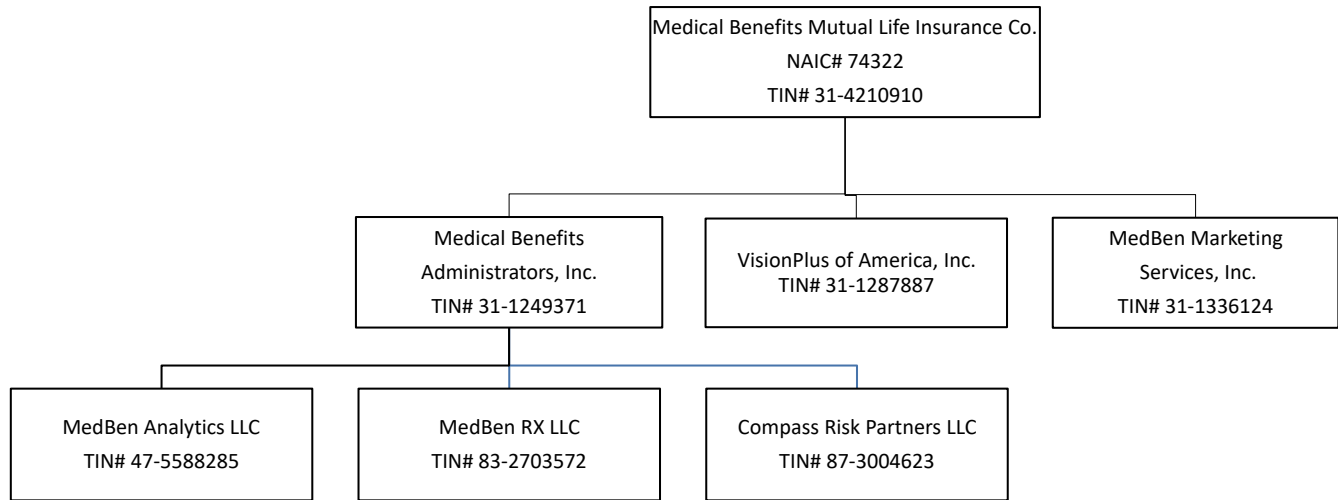 Medical Benefits Mutual Life Insurance Co.
NAIC# 74322
TIN# 31-4210910
Medical Benefits
Administrators, Inc.
TIN# 31-1249371
VisionPlus of America, Inc.
TIN# 31-1287887
MedBen Marketing
Services, Inc.
TIN# 31-1336124
MedBen Analytics LLC
TIN# 47-5588285
MedBen RX LLC
TIN# 83-2703572
Compass Risk Partners LLC
TIN# 87-3004623